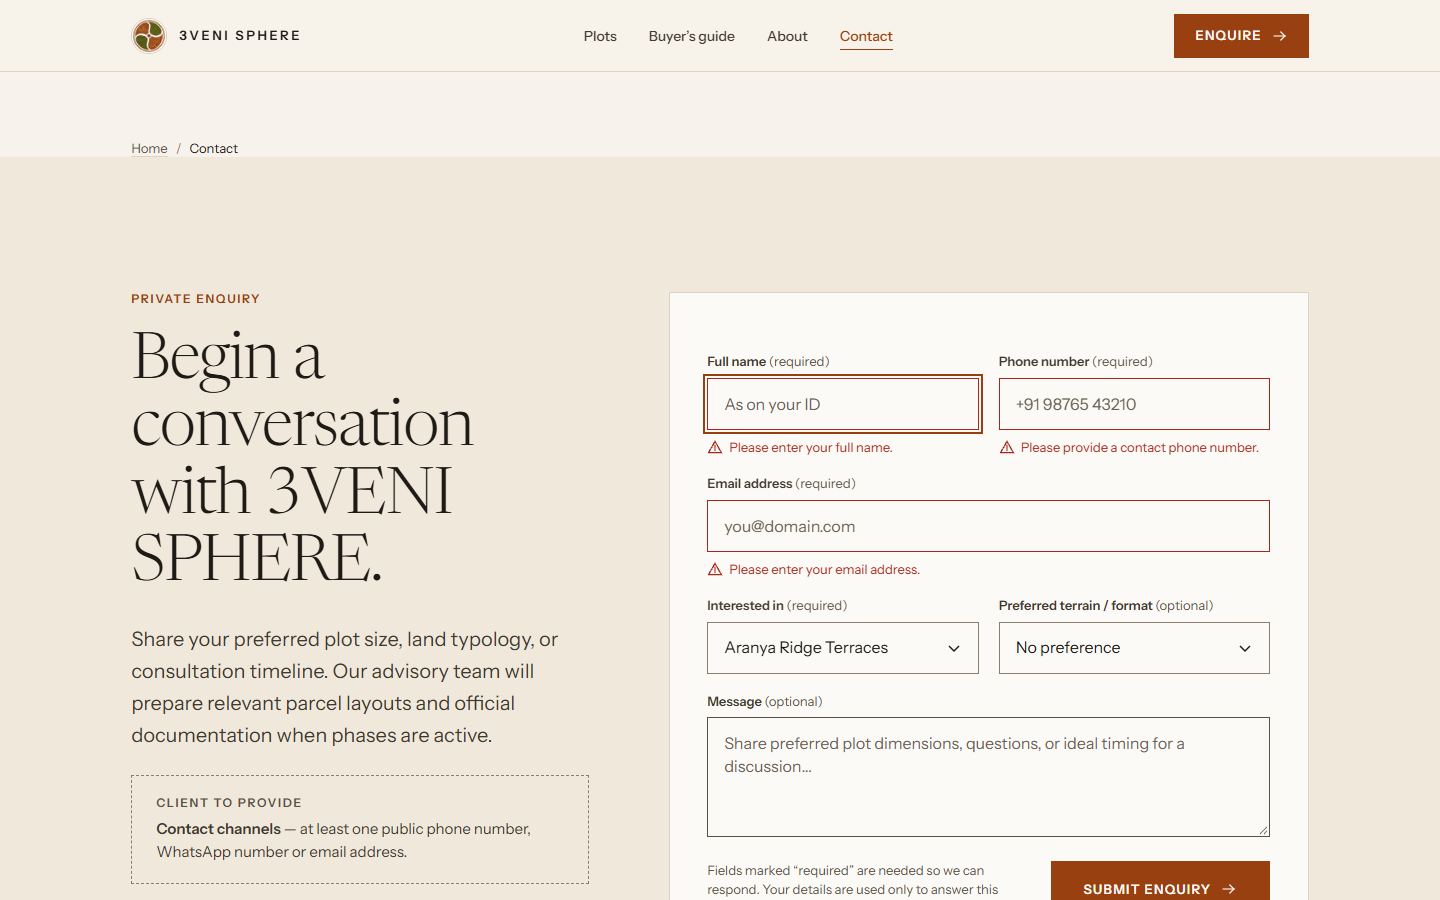 3VENI SPHERE
Plots
Buyer's guide
About
Contact
ENQUIRE
Home / Contact
PRIVATE ENQUIRY
Begin a
conversation
with 3VENI
SPHERE.
Share your preferred plot size, land typology, or
consultation timeline. Our advisory team will
prepare relevant parcel layouts and official
documentation when phases are active.
CLIENT TO PROVIDE
Contact channels — at least one public phone number,
WhatsApp number or email address.
Full name (required)
As on your ID
Please enter your full name.
Phone number (required)
+91 98765 43210
Please provide a contact phone number.
Email address (required)
you@domain.com
Please enter your email address.
Interested in (required)
Aranya Ridge Terraces
Preferred terrain / format (optional)
No preference
Message (optional)
Share preferred plot dimensions, questions, or ideal timing for a
discussion...
Fields marked “required” are needed so we can
respond. Your details are used only to answer this
SUBMIT ENQUIRY